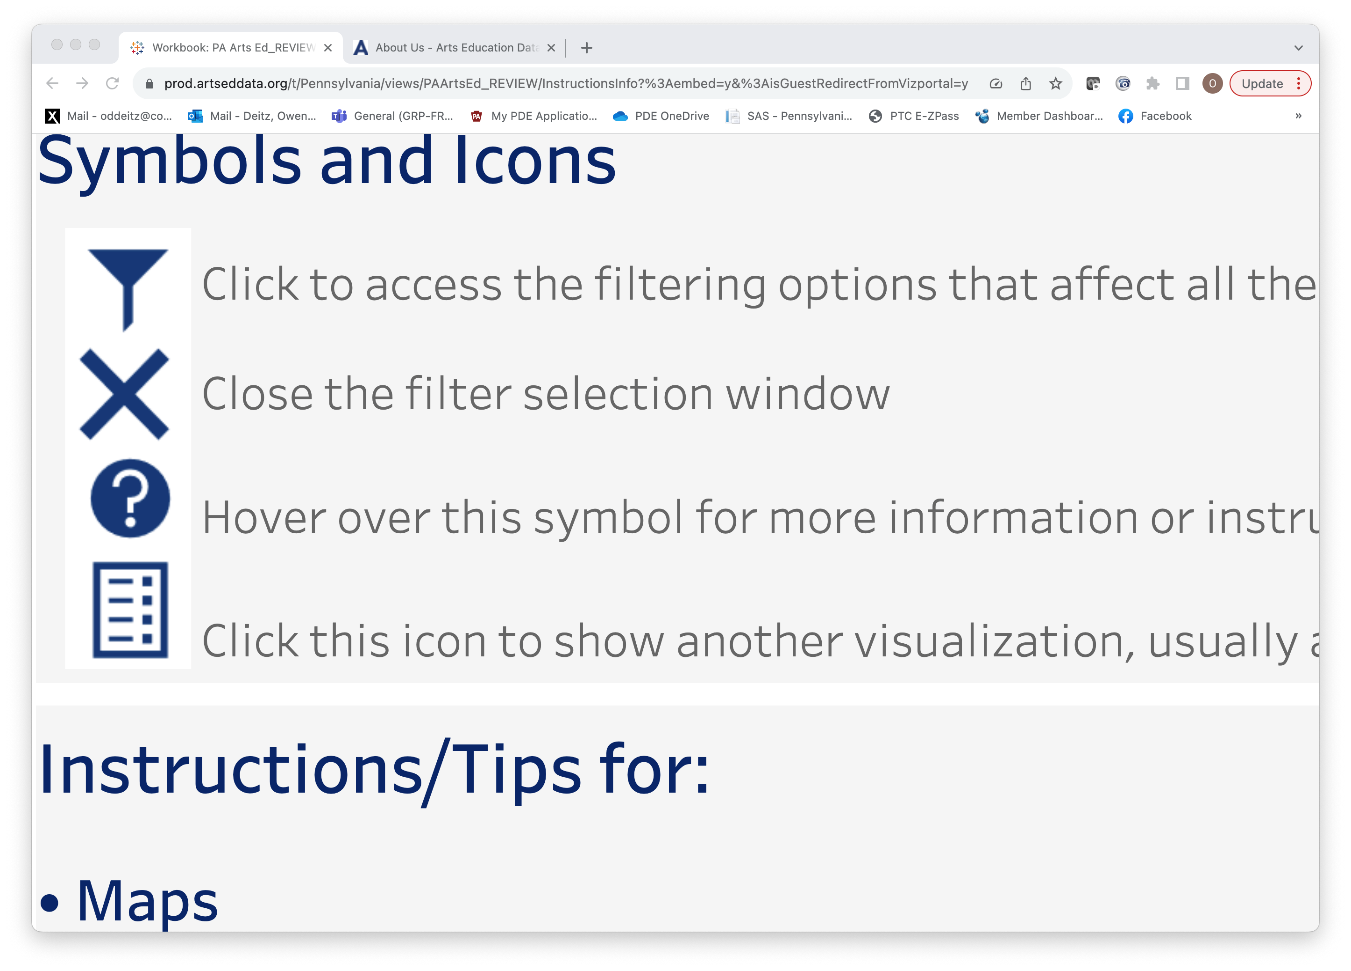 Workbook: PA Arts Ed_REVIEW
About Us - Arts Education Dat
prod.artseddata.org/t/Pennsylvania/views/PAArtsEd_REVIEW/InstructionsInfo?%3Aembed=y&%3AisGuestRedirectFromVizportal=y
O
Update
Mail - oddeitz@co...
Mail - Deitz, Owen...
General (GRP-FR...
My PDE Applicatio...
PDE OneDrive
SAS - Pennsylvani...
PTC E-ZPass
Member Dashboar...
Facebook
»
Symbols and Icons
Click to access the filtering options that affect all the
Close the filter selection window
? Hover over this symbol for more information or instru
Click this icon to show another visualization, usually a
Instructions/Tips for:
• Maps